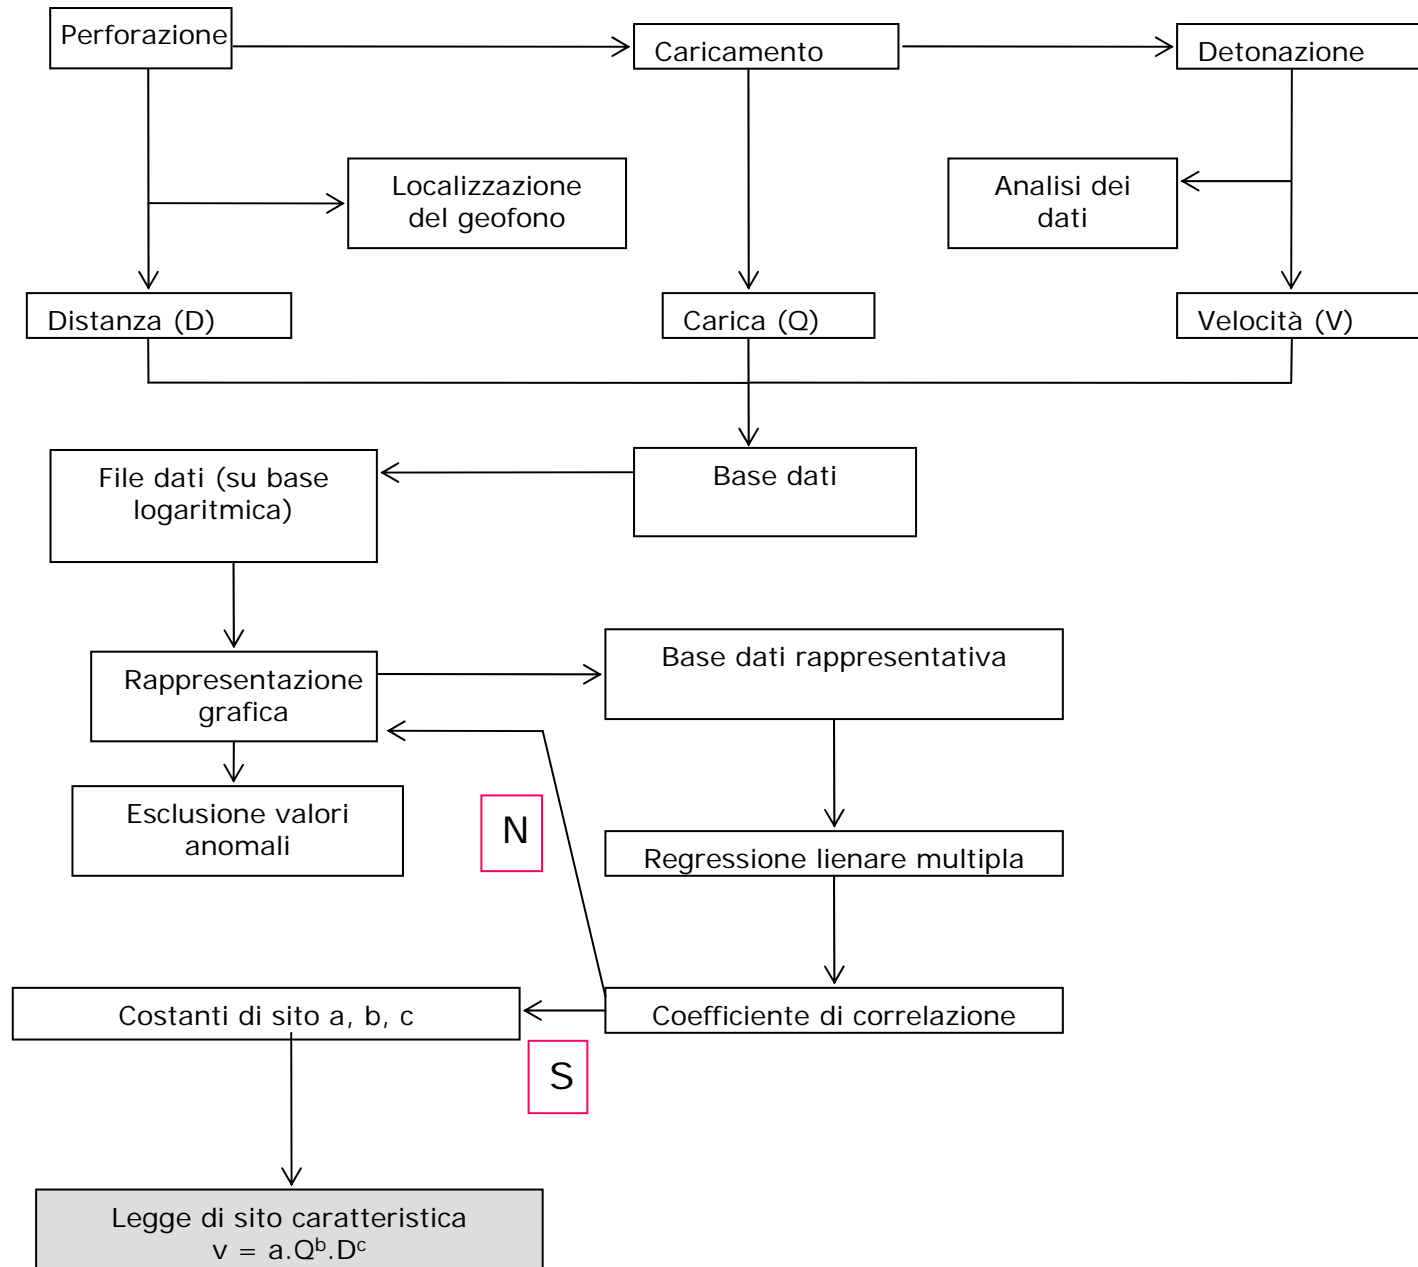 Perforazione
Caricamento
Detonazione
Localizzazione
del geofono
Analisi dei
dati
Distanza (D)
Carica (Q)
Velocità (V)
File dati (su base
logaritmica)
Base dati
Rappresentazione
grafica
Base dati rappresentativa
Esclusione valori
anomali
N
Regressione lienare multipla
Costanti di sito a, b, c
Coefficiente di correlazione
S
Legge di sito caratteristica
v = a.Qᵇ.Dᶜ